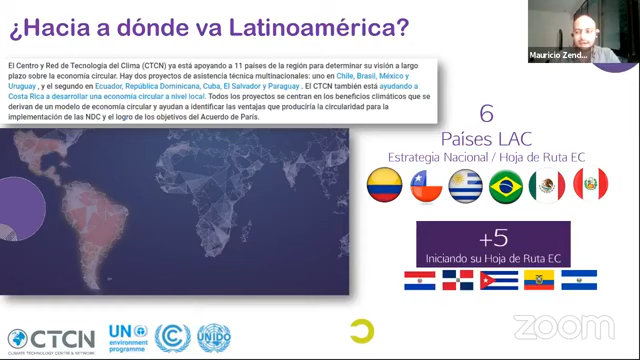 ¿Hacia a dónde va Latinoamérica?
El Centro y Red de Tecnología del Clima (CTCN) ya está apoyando a 11 países de la región para determinar su visión a largo
plazo sobre la economía circular. Hay dos proyectos de asistencia técnica multinacionales: uno en Chile, Brasil, México y
Uruguay , y el segundo en Ecuador, República Dominicana, Cuba, El Salvador y Paraguay . El CTCN también está ayudando a
Costa Rica a desarrollar una economía circular a nivel local. Todos los proyectos se centran en los beneficios climáticos que se
derivan de un modelo de economía circular y ayudan a identificar las ventajas que produciría la circularidad para la
implementación de las NDC y el logro de los objetivos del Acuerdo de París.
Mauricio Zend...
6
Países LAC
Estrategia Nacional / Hoja de Ruta EC
+5
Iniciando su Hoja de Ruta EC
CTCN
CLIMATE TECHNOLOGY CENTRE & NETWORK
UN
environment
programme
UNIDO
zoom